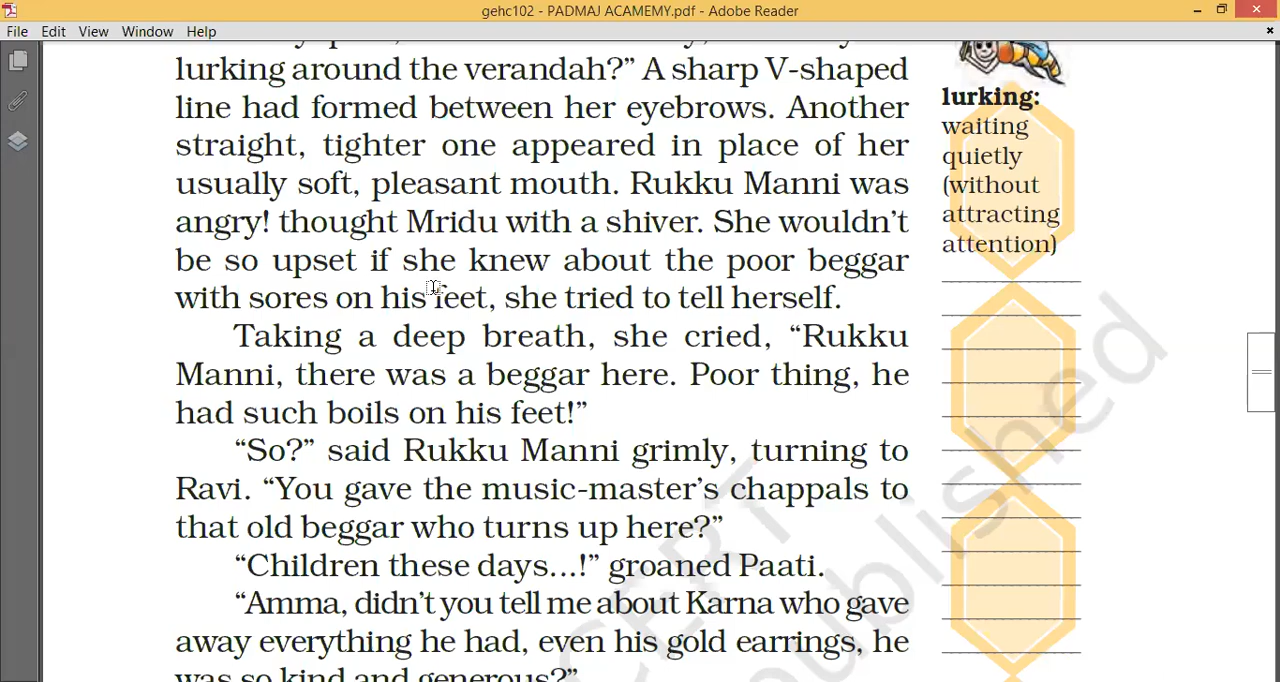 gehc102 - PADMAJ ACAMEMY.pdf - Adobe Reader
File Edit View Window Help
lurking around the verandah?” A sharp V-shaped
line had formed between her eyebrows. Another
straight, tighter one appeared in place of her
usually soft, pleasant mouth. Rukku Manni was
angry! thought Mridu with a shiver. She wouldn’t
be so upset if she knew about the poor beggar
with sores on his feet, she tried to tell herself.
Taking a deep breath, she cried, “Rukku
Manni, there was a beggar here. Poor thing, he
had such boils on his feet!”
“So?” said Rukku Manni grimly, turning to
Ravi. “You gave the music-master’s chappals to
that old beggar who turns up here?”
“Children these days...!” groaned Paati.
“Amma, didn’t you tell me about Karna who gave
away everything he had, even his gold earrings, he
was so kind and generous?”
lurking:
waiting
quietly
(without
attracting
attention)
CERT
published